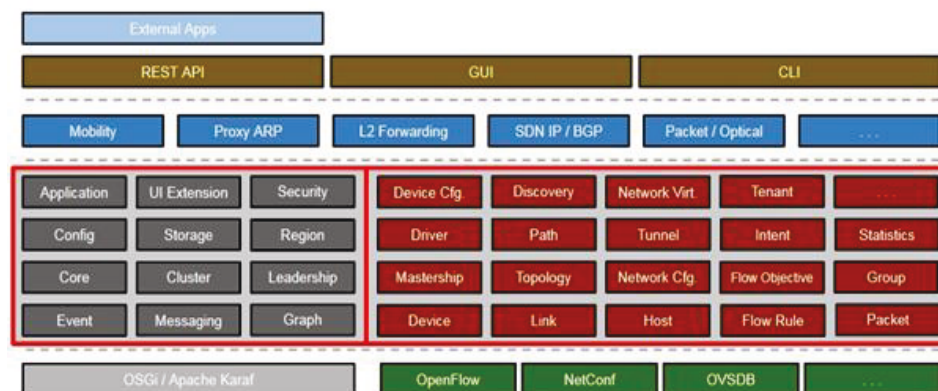 External Apps
REST API GUI CLI
Mobility Proxy ARP L2 Forwarding SDN IP / BGP Packet / Optical ...
Application UI Extension Security Device Cfg. Discovery Network Virt. Tenant ...
Config Storage Region Driver Path Tunnel Intent Statistics
Core Cluster Leadership Mastership Topology Network Cfg. Flow Objective Group
Event Messaging Graph Device Link Host Flow Rule Packet
OSGi / Apache Karaf OpenFlow NetConf OVSDB ...